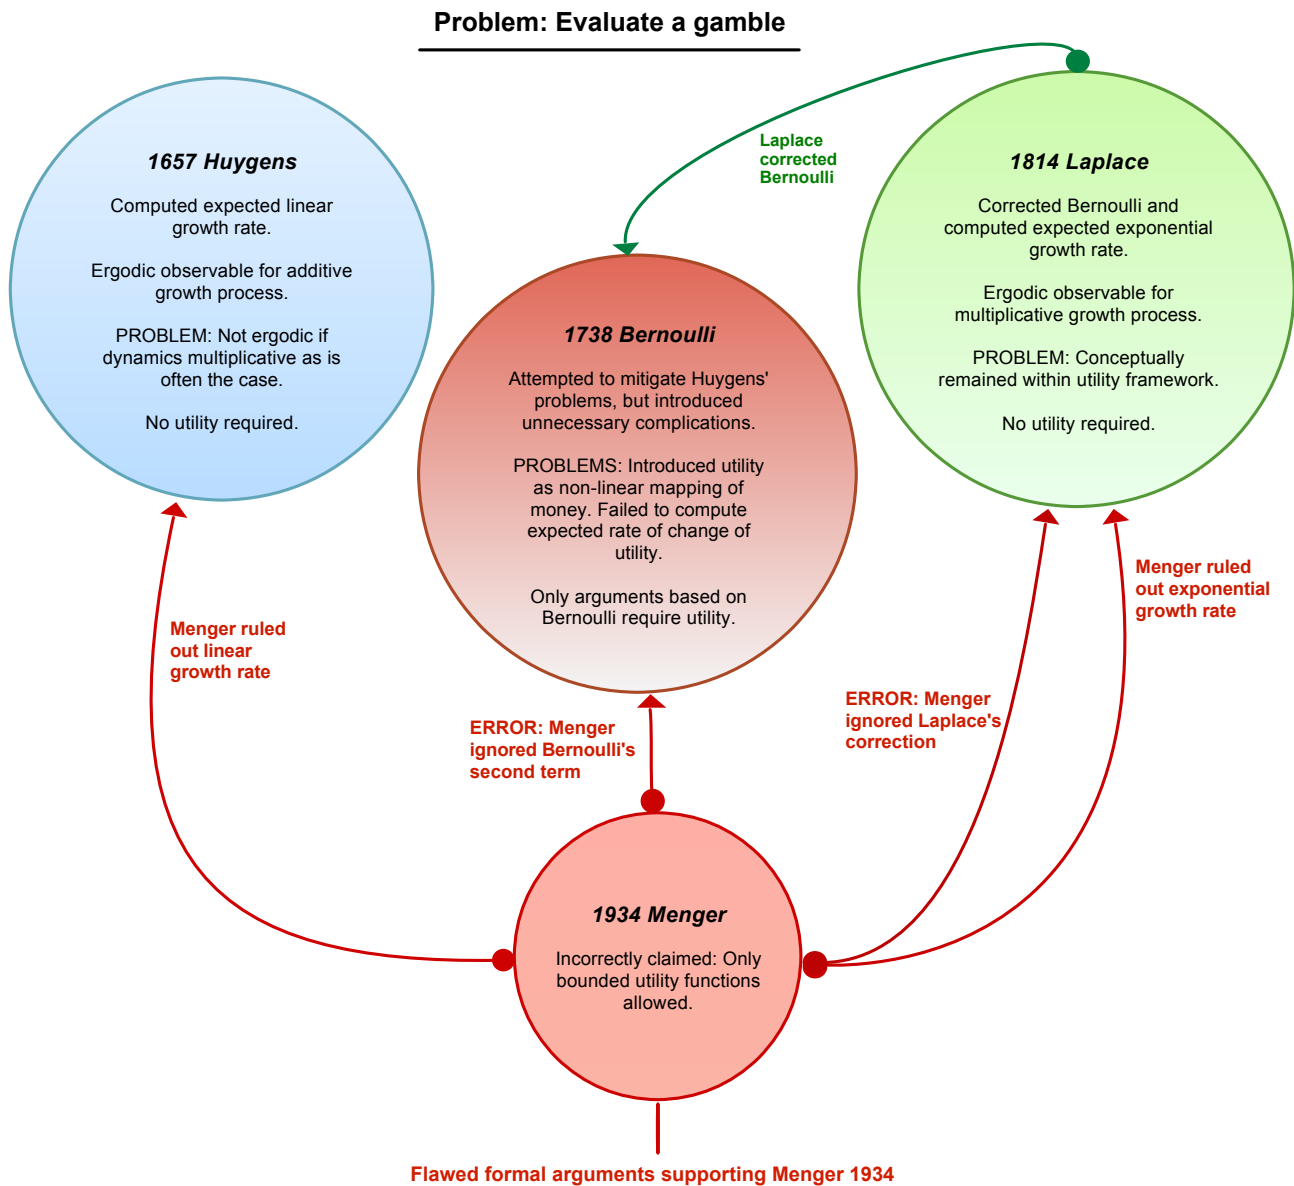 Problem: Evaluate a gamble
1657 Huygens
Computed expected linear
growth rate.
Ergodic observable for additive
growth process.
PROBLEM: Not ergodic if
dynamics multiplicative as is
often the case.
No utility required.
Laplace
corrected
Bernoulli
1814 Laplace
Corrected Bernoulli and
computed expected exponential
growth rate.
Ergodic observable for
multiplicative growth process.
PROBLEM: Conceptually
remained within utility framework.
No utility required.
1738 Bernoulli
Attempted to mitigate Huygens'
problems, but introduced
unnecessary complications.
PROBLEMS: Introduced utility
as non-linear mapping of
money. Failed to compute
expected rate of change of
utility.
Only arguments based on
Bernoulli require utility.
Menger ruled
out linear
growth rate
ERROR: Menger
ignored Bernoulli's
second term
ERROR: Menger
ignored Laplace's
correction
Menger ruled
out exponential
growth rate
1934 Menger
Incorrectly claimed: Only
bounded utility functions
allowed.
Flawed formal arguments supporting Menger 1934